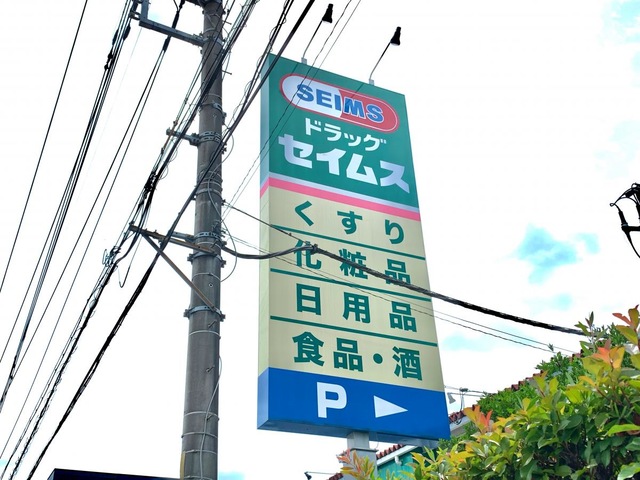 SEIMS
ドラッグ
セイムス
くすり
化粧品
日用品
食品・酒
P